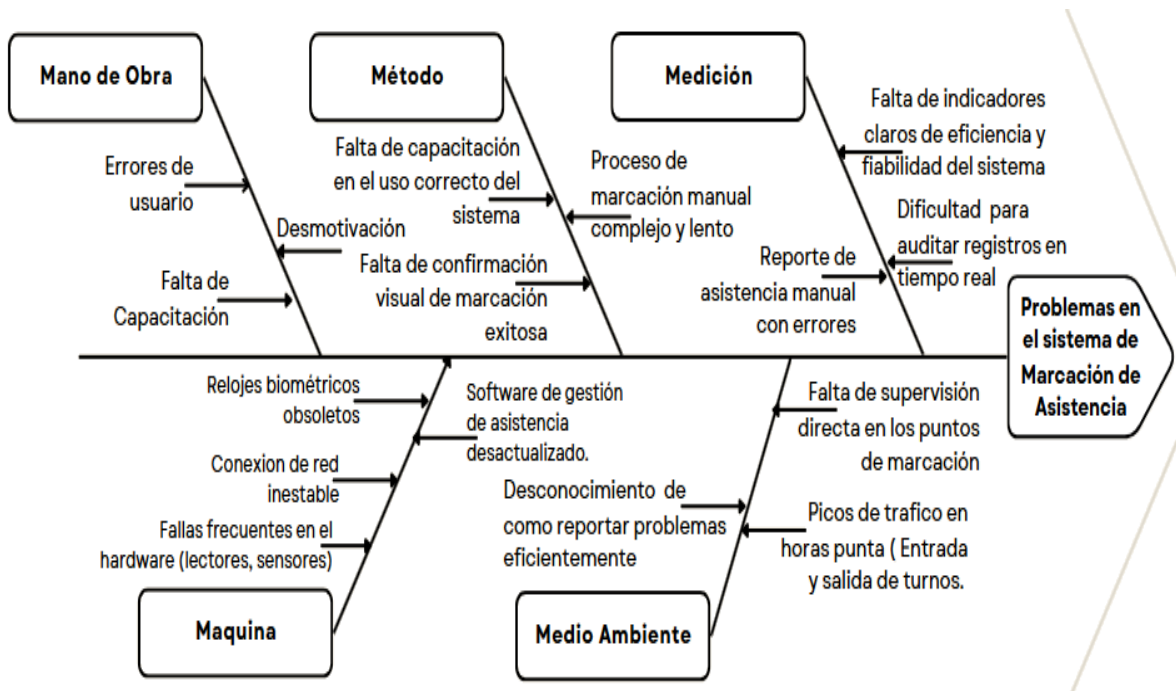 Mano de Obra
Método
Medición
Errores de
usuario
Desmotivación
Falta de
Capacitación
Falta de capacitación
en el uso correcto del
sistema
Proceso de
marcación manual
complejo y lento
Falta de confirmación
visual de marcación
exitosa
Falta de indicadores
claros de eficiencia y
fiabilidad del sistema
Dificultad para
auditar registros en
tiempo real
Reporte de
asistencia manual
con errores
Problemas en
el sistema de
Marcación de
Asistencia
Relojes biométricos
obsoletos
Software de gestión
de asistencia
desactualizado.
Conexion de red
inestable
Fallas frecuentes en el
hardware (lectores, sensores)
Falta de supervisión
directa en los puntos
de marcación
Desconocimiento de
como reportar problemas
eficientemente
Picos de trafico en
horas punta ( Entrada
y salida de turnos.
Maquina
Medio Ambiente